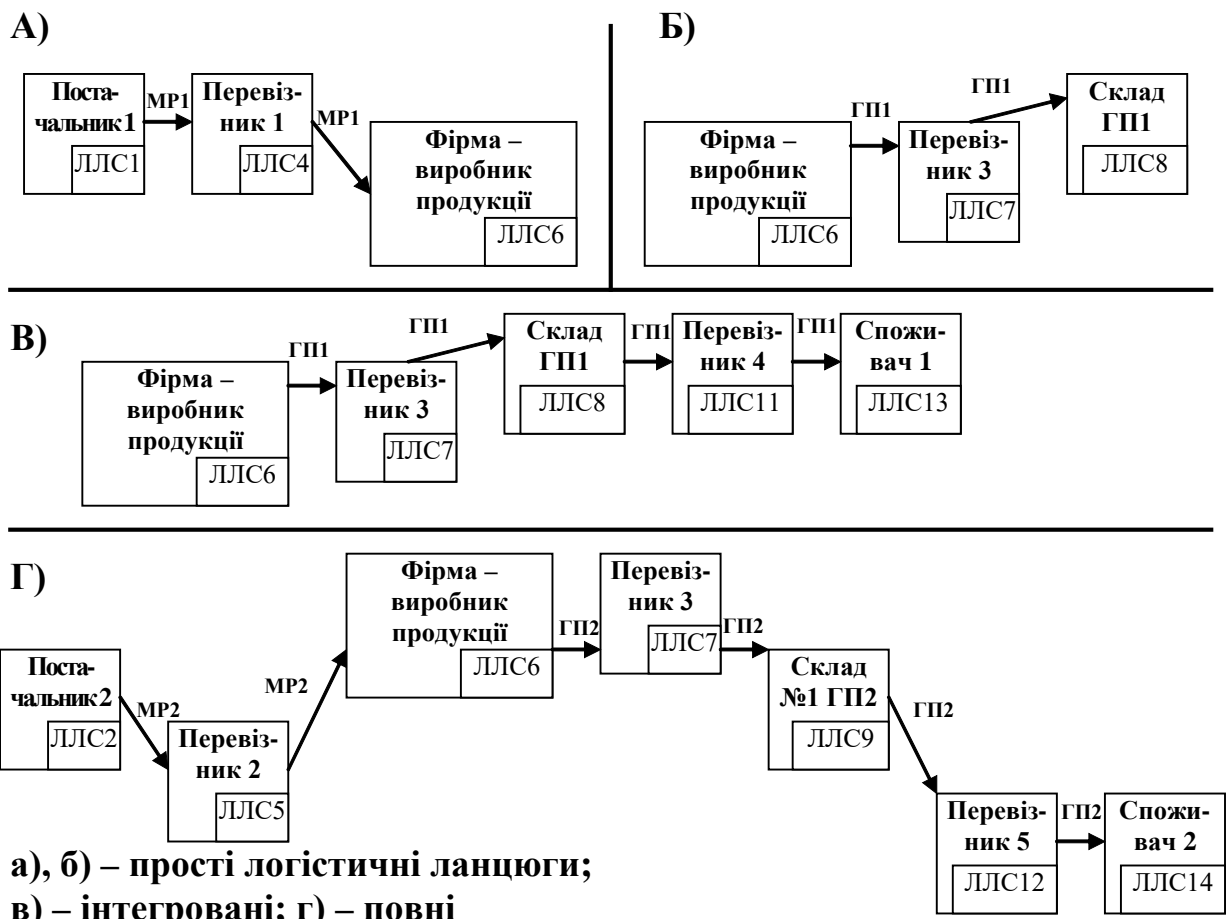 А)
Поста-
чальник1
ЛЛС1
МР1
Перевіз-
ник 1
ЛЛС4
МР1
Фірма –
виробник
продукції
ЛЛС6
Б)
Фірма –
виробник
продукції
ЛЛС6
ГП1
Перевіз-
ник 3
ЛЛС7
ГП1
Склад
ГП1
ЛЛС8
В)
Фірма –
виробник
продукції
ЛЛС6
ГП1
Перевіз-
ник 3
ЛЛС7
ГП1
Склад
ГП1
ЛЛС8
ГП1
Перевіз-
ник 4
ЛЛС11
ГП1
Спожи-
вач 1
ЛЛС13
Г)
Поста-
чальник2
ЛЛС2
МР2
Перевіз-
ник 2
ЛЛС5
МР2
Фірма –
виробник
продукції
ЛЛС6
ГП2
Перевіз-
ник 3
ЛЛС7
ГП2
Склад
№1 ГП2
ЛЛС9
ГП2
Перевіз-
ник 5
ЛЛС12
ГП2
Спожи-
вач 2
ЛЛС14
а), б) – прості логістичні ланцюги;
в) – інтегровані; г) – повні